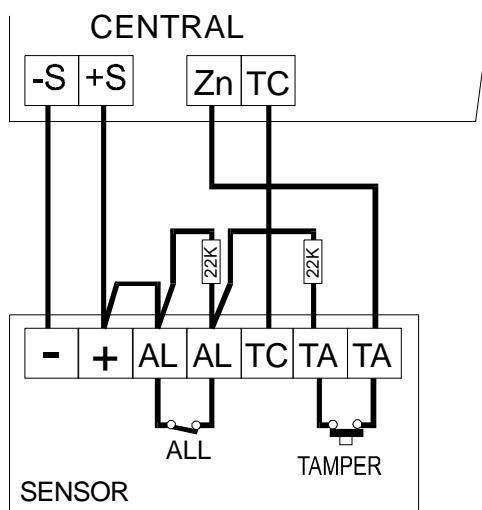 CENTRAL
-S +S Zn TC
22K 22K
- + AL AL TC TA TA
ALL
TAMPER
SENSOR